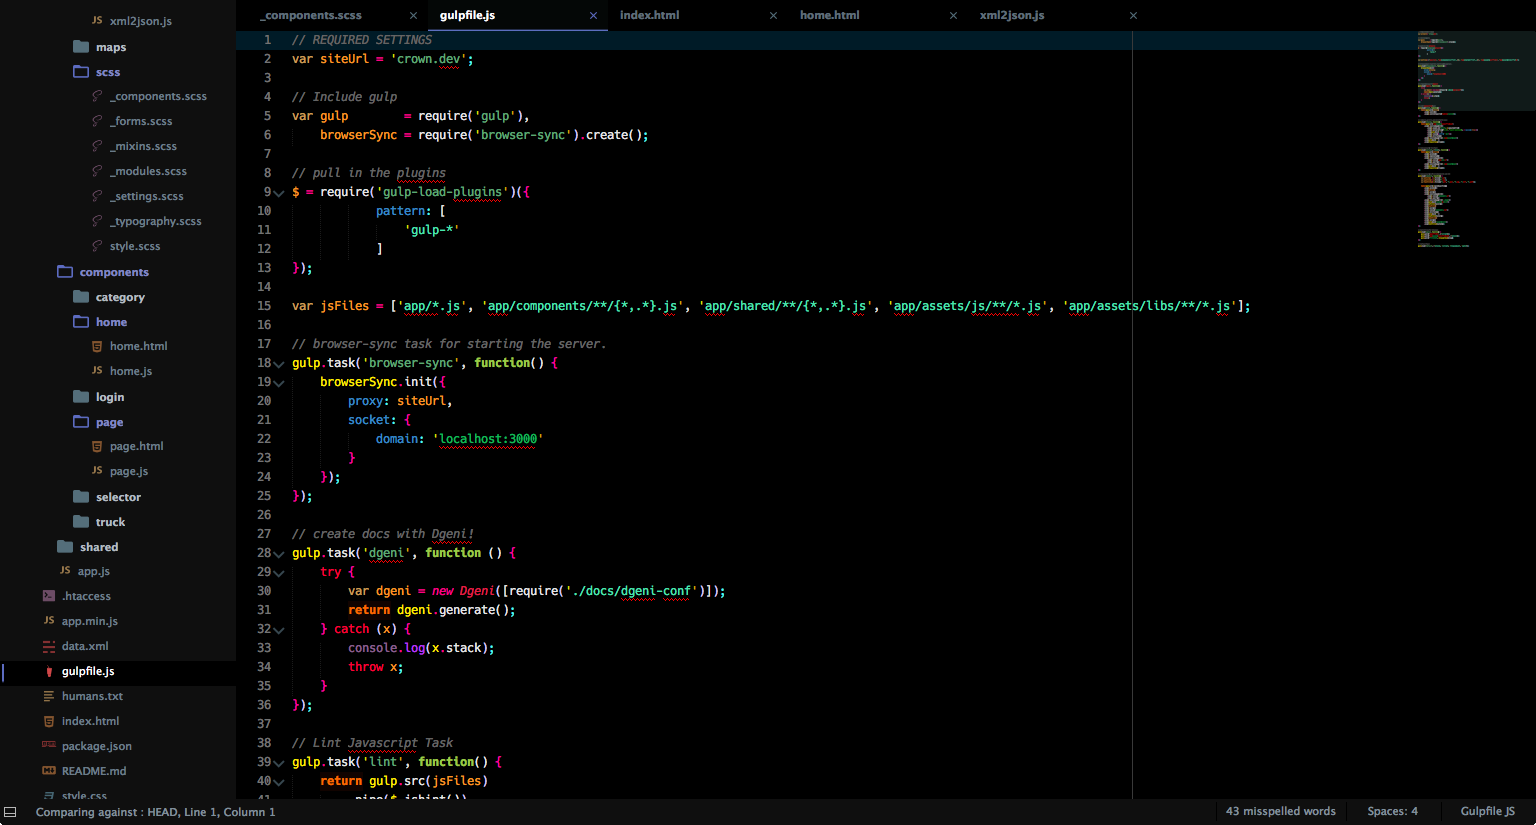 xml2json.js
maps
scss
_components.scss
_forms.scss
_mixins.scss
_modules.scss
_settings.scss
_typography.scss
style.scss
components
category
home
home.html
JS home.js
login
page
page.html
JS page.js
selector
truck
shared
JS app.js
.htaccess
JS app.min.js
data.xml
gulpfile.js
humans.txt
index.html
package.json
README.md
style.css
_components.scss × gulpfile.js × index.html × home.html × xml2json.js ×
1 // REQUIRED SETTINGS
2 var siteUrl = 'crown.dev';
3
4 // Include gulp
5 var gulp        = require('gulp'),
6     browserSync = require('browser-sync').create();
7
8 // pull in the plugins
9 $ = require('gulp-load-plugins')({
10             pattern: [
11                 'gulp-*'
12             ]
13 });
14
15 var jsFiles = ['app/*.js', 'app/components/**/{*,.*}.js', 'app/shared/**/{*,.*}.js', 'app/assets/js/**/*.js', 'app/assets/libs/**/*.js'];
16
17 // browser-sync task for starting the server.
18 gulp.task('browser-sync', function() {
19     browserSync.init({
20         proxy: siteUrl,
21         socket: {
22             domain: 'localhost:3000'
23         }
24     });
25 });
26
27 // create docs with Dgeni!
28 gulp.task('dgeni', function () {
29     try {
30         var dgeni = new Dgeni([require('./docs/dgeni-conf')]);
31         return dgeni.generate();
32     } catch (x) {
33         console.log(x.stack);
34         throw x;
35     }
36 });
37
38 // Lint Javascript Task
39 gulp.task('lint', function() {
40     return gulp.src(jsFiles)
41         .pipe($.jshint())
Comparing against : HEAD, Line 1, Column 1
43 misspelled words
Spaces: 4
Gulpfile JS